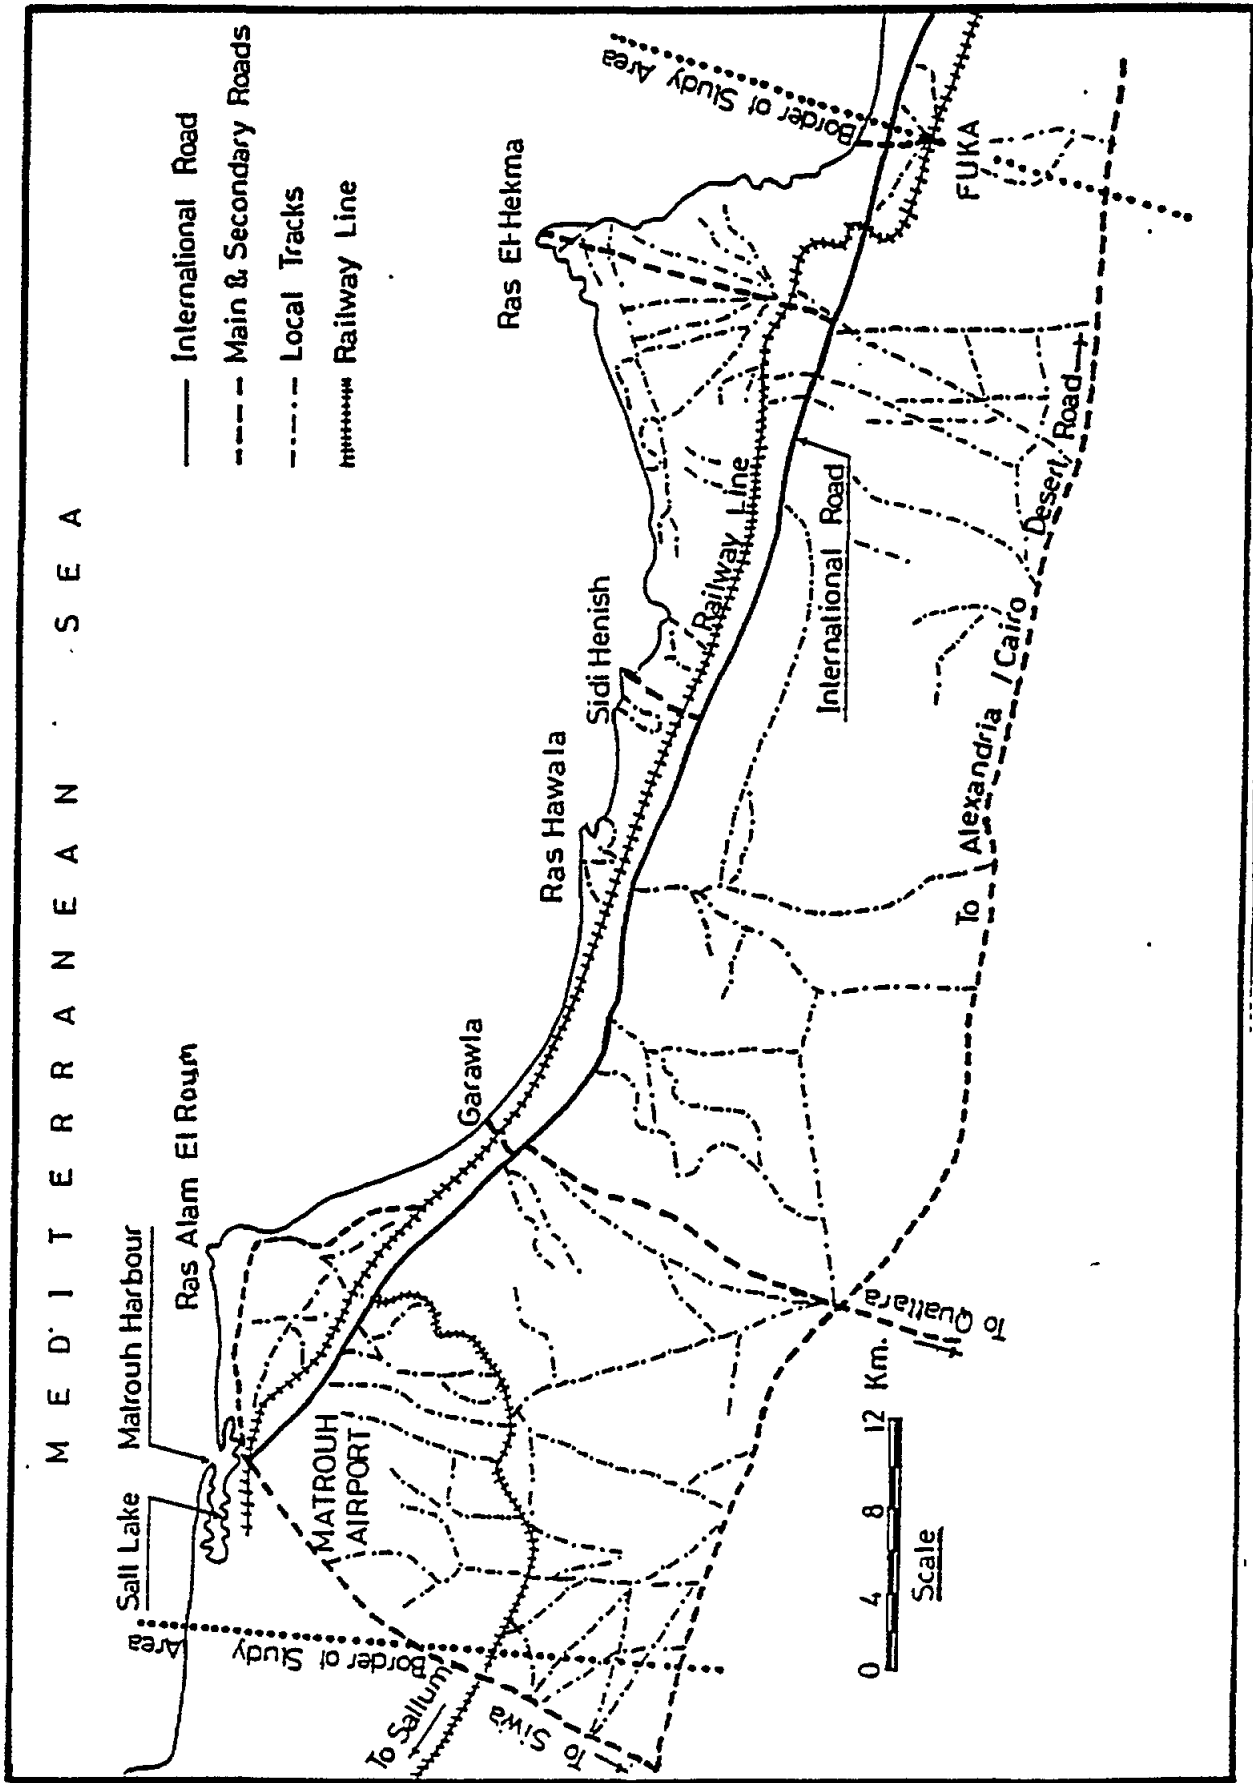 MEDITERRANEAN SEA
International Road
Main & Secondary Roads
Local Tracks
Railway Line
Salt Lake
Matrouh Harbour
Ras Alam El Roum
Garawla
Ras Hawala
Sidi Henish
Ras El-Hekma
Border of Study
Area
Border of Study Area
MATROUH
AIRPORT
Railway Line
International Road
FUKA
To Sallum
To Siwa
To Quattara
To Alexandria / Cairo Desert Road
0 4 8 12 Km.
Scale